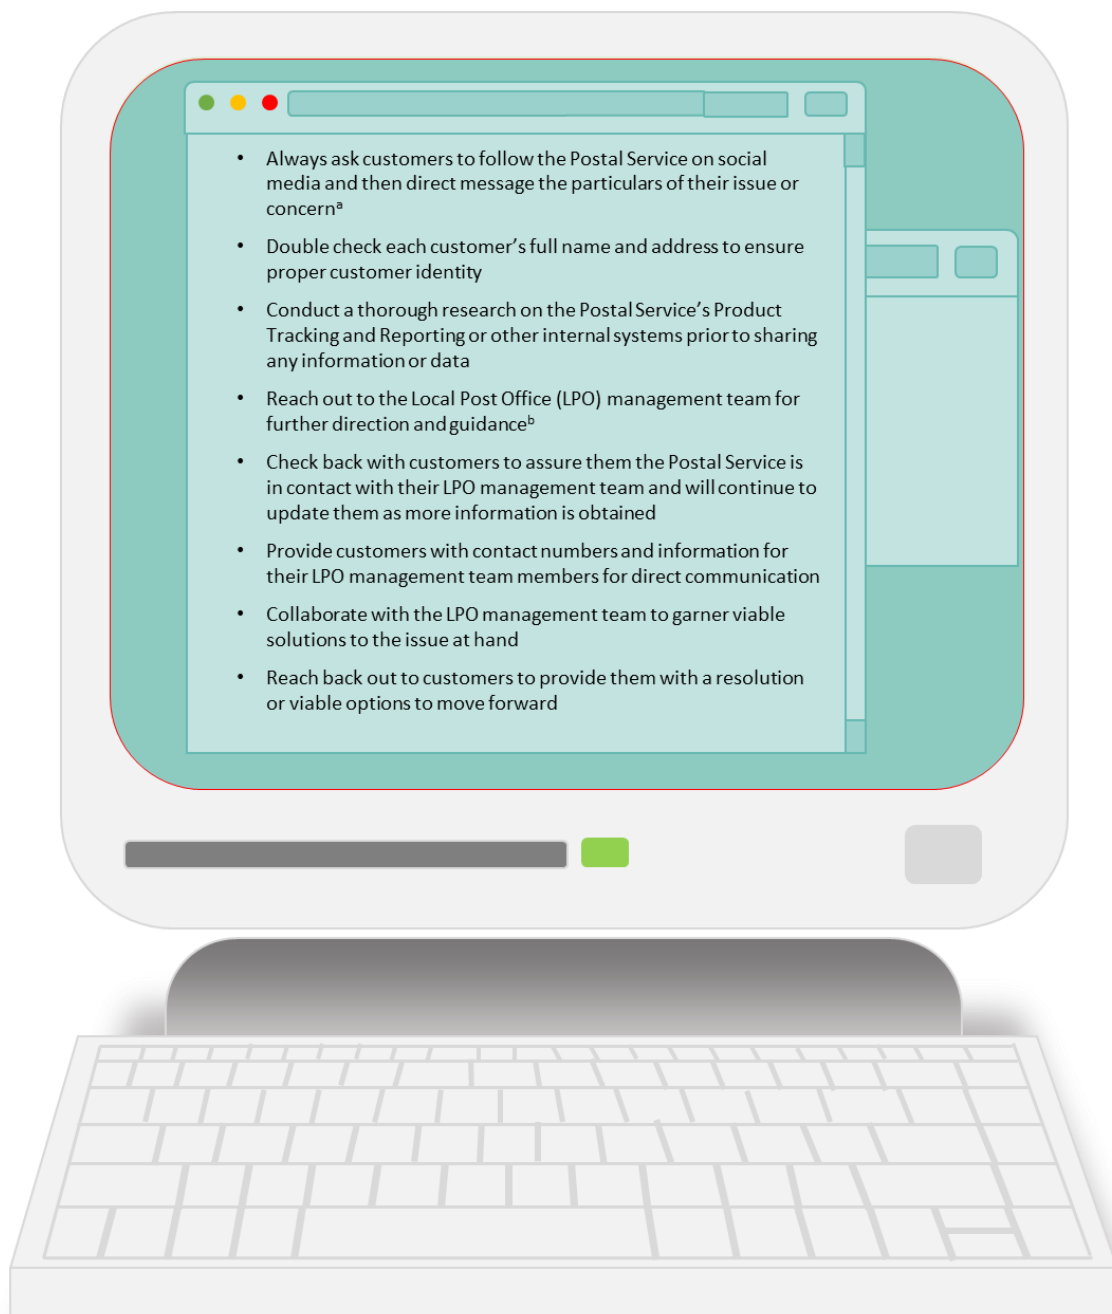 • Always ask customers to follow the Postal Service on social
media and then direct message the particulars of their issue or
concernᵃ
• Double check each customer's full name and address to ensure
proper customer identity
• Conduct a thorough research on the Postal Service's Product
Tracking and Reporting or other internal systems prior to sharing
any information or data
• Reach out to the Local Post Office (LPO) management team for
further direction and guidanceᵇ
• Check back with customers to assure them the Postal Service is
in contact with their LPO management team and will continue to
update them as more information is obtained
• Provide customers with contact numbers and information for
their LPO management team members for direct communication
• Collaborate with the LPO management team to garner viable
solutions to the issue at hand
• Reach back out to customers to provide them with a resolution
or viable options to move forward